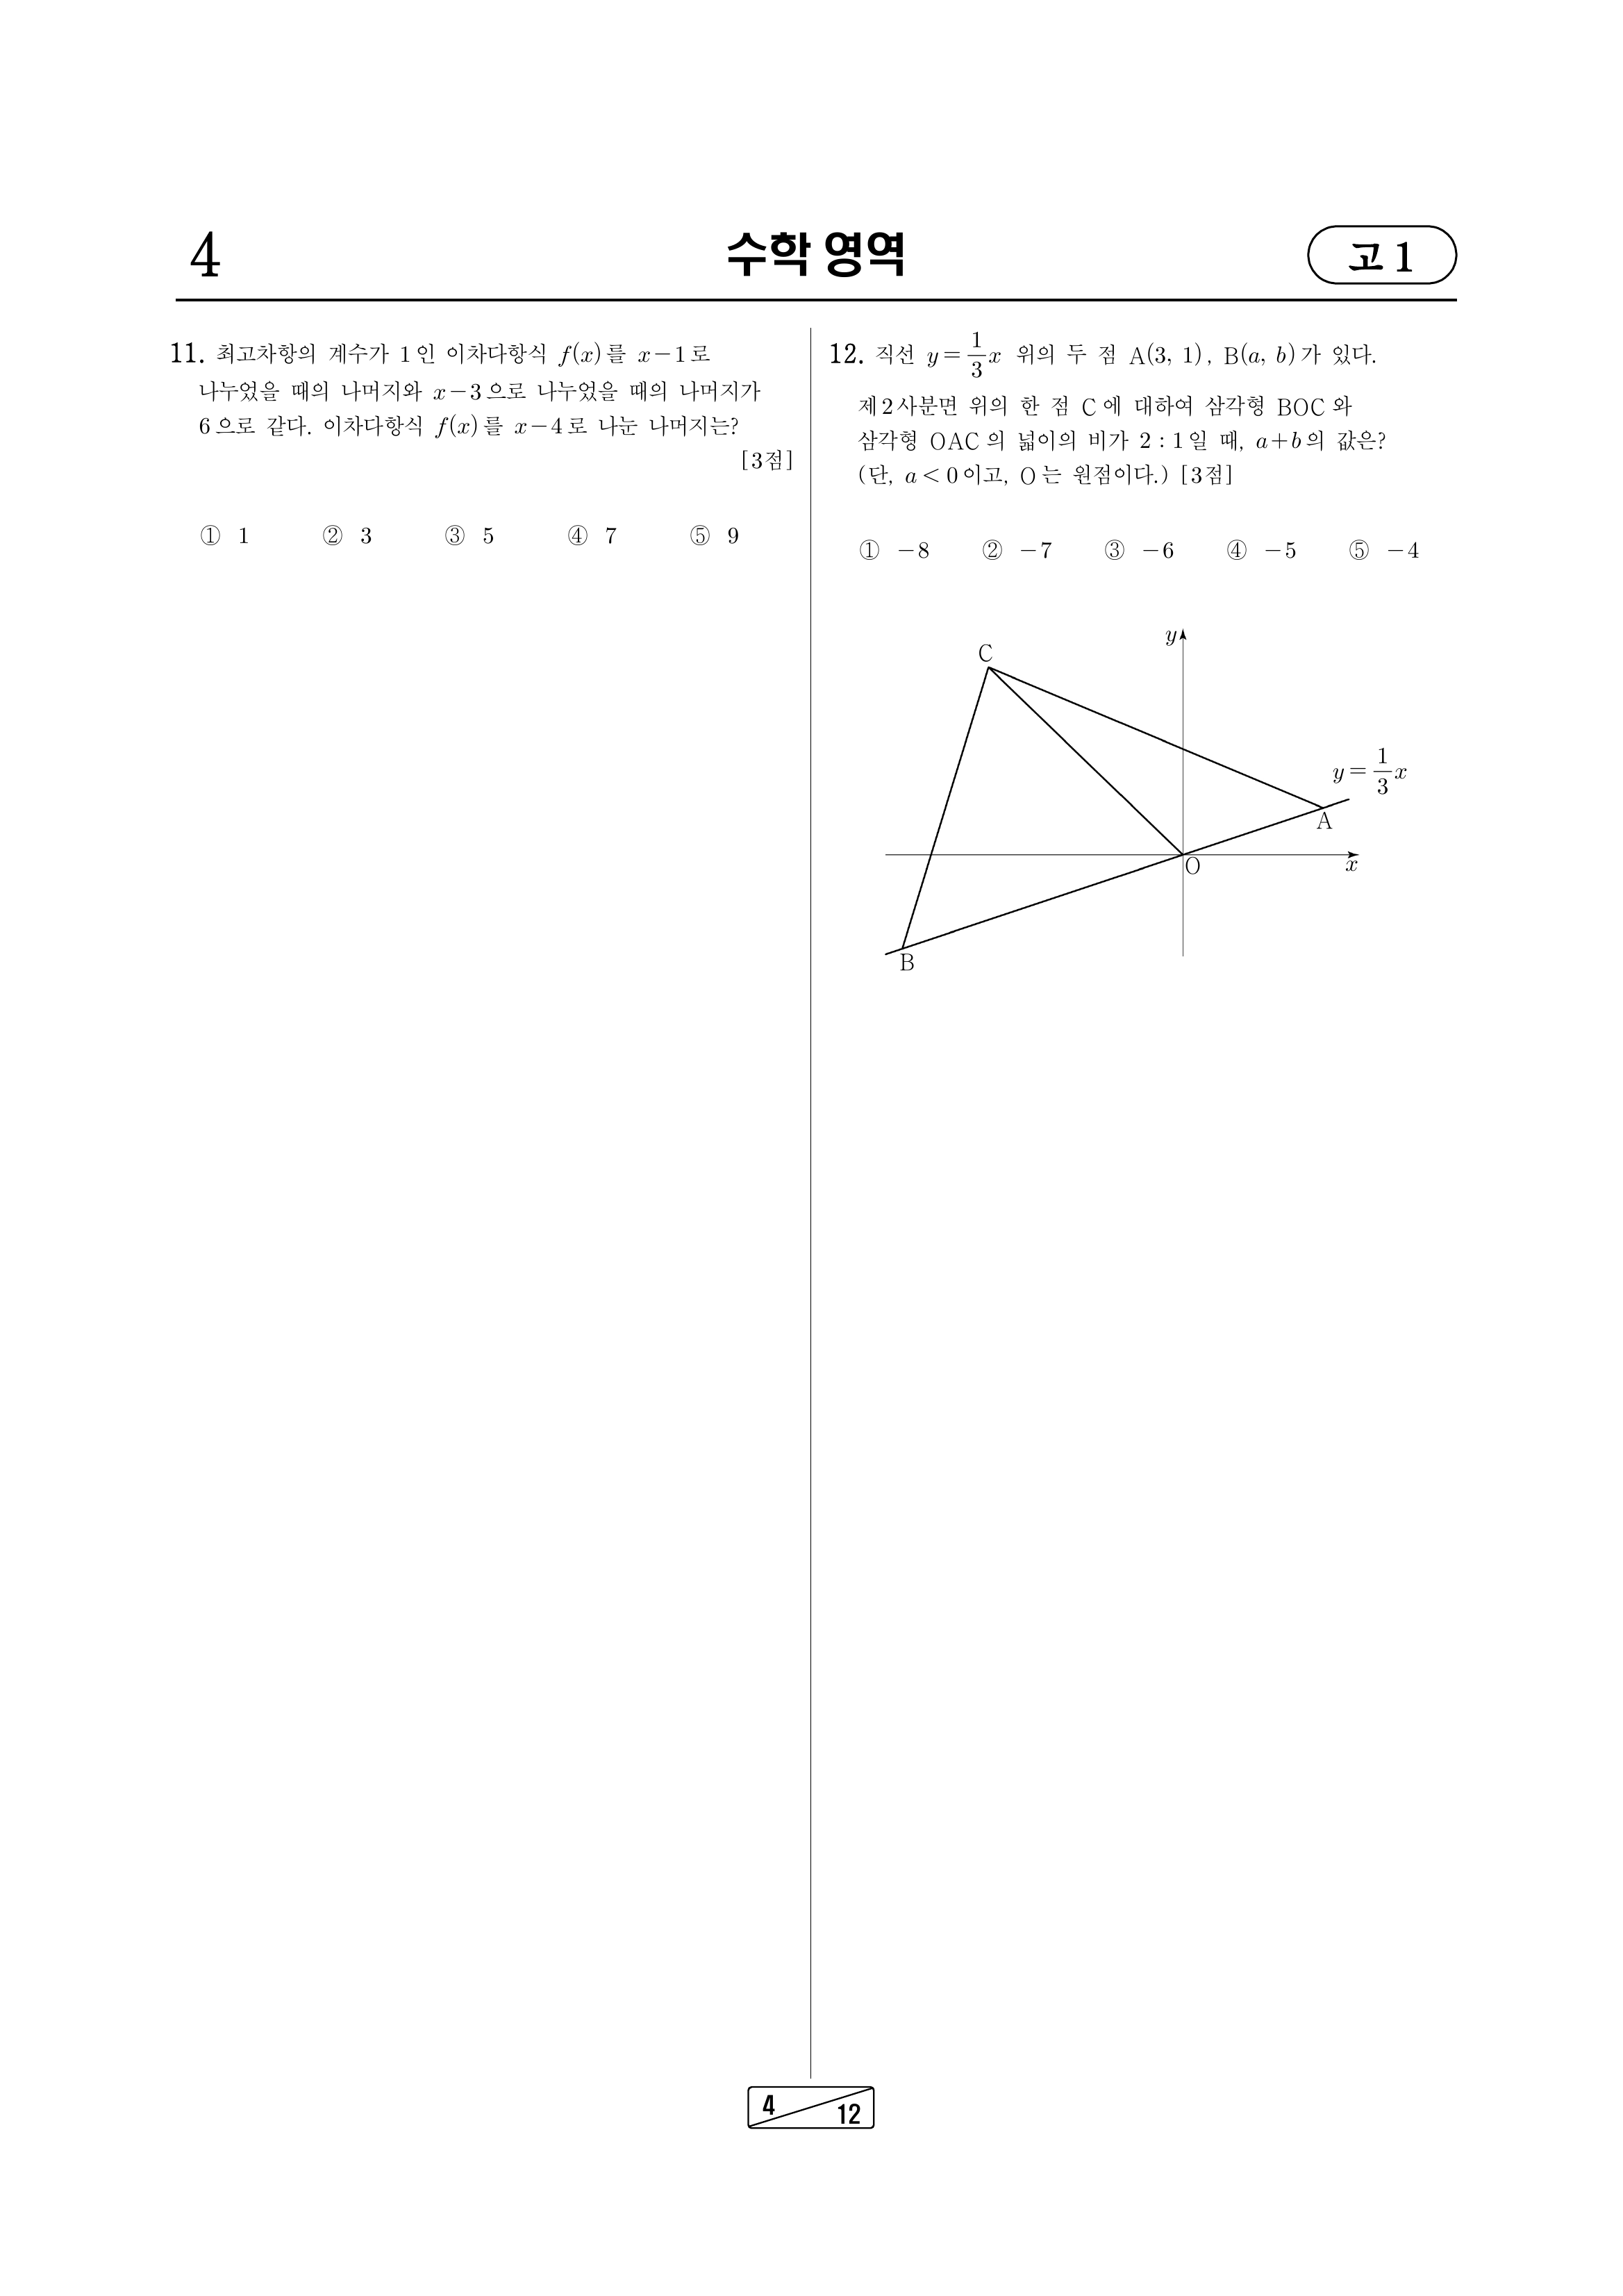 4
수학 영역
고 1
11. 최고차항의 계수가 1인 이차다항식 f(x)를 x-1로
나누었을 때의 나머지와 x-3으로 나누었을 때의 나머지가
6으로 같다. 이차다항식 f(x)를 x-4로 나눈 나머지는?
[3점]
① 1 ② 3 ③ 5 ④ 7 ⑤ 9
12. 직선 y=1/3x 위의 두 점 A(3, 1), B(a, b)가 있다.
제2사분면 위의 한 점 C에 대하여 삼각형 BOC와
삼각형 OAC의 넓이의 비가 2 : 1일 때, a+b의 값은?
(단, a<0이고, O는 원점이다.) [3점]
① -8 ② -7 ③ -6 ④ -5 ⑤ -4
y
C
y=1/3x
A
O
x
B
4
12